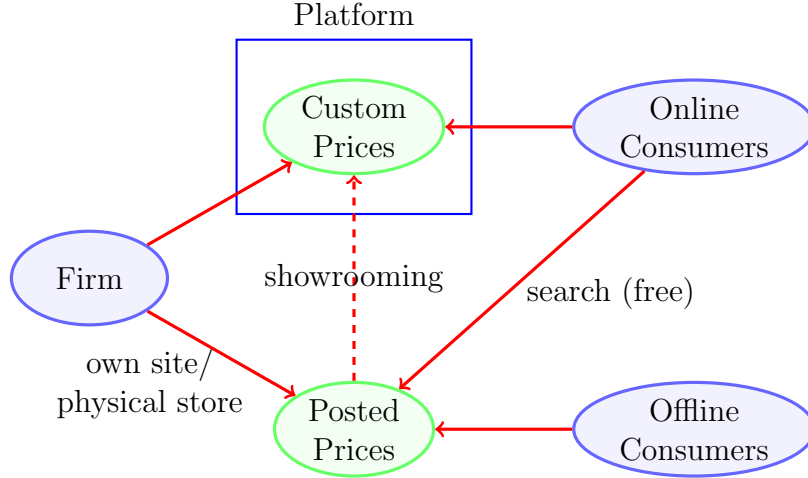 Platform
Custom
Prices
Online
Consumers
Firm
showrooming
search (free)
own site/
physical store
Posted
Prices
Offline
Consumers